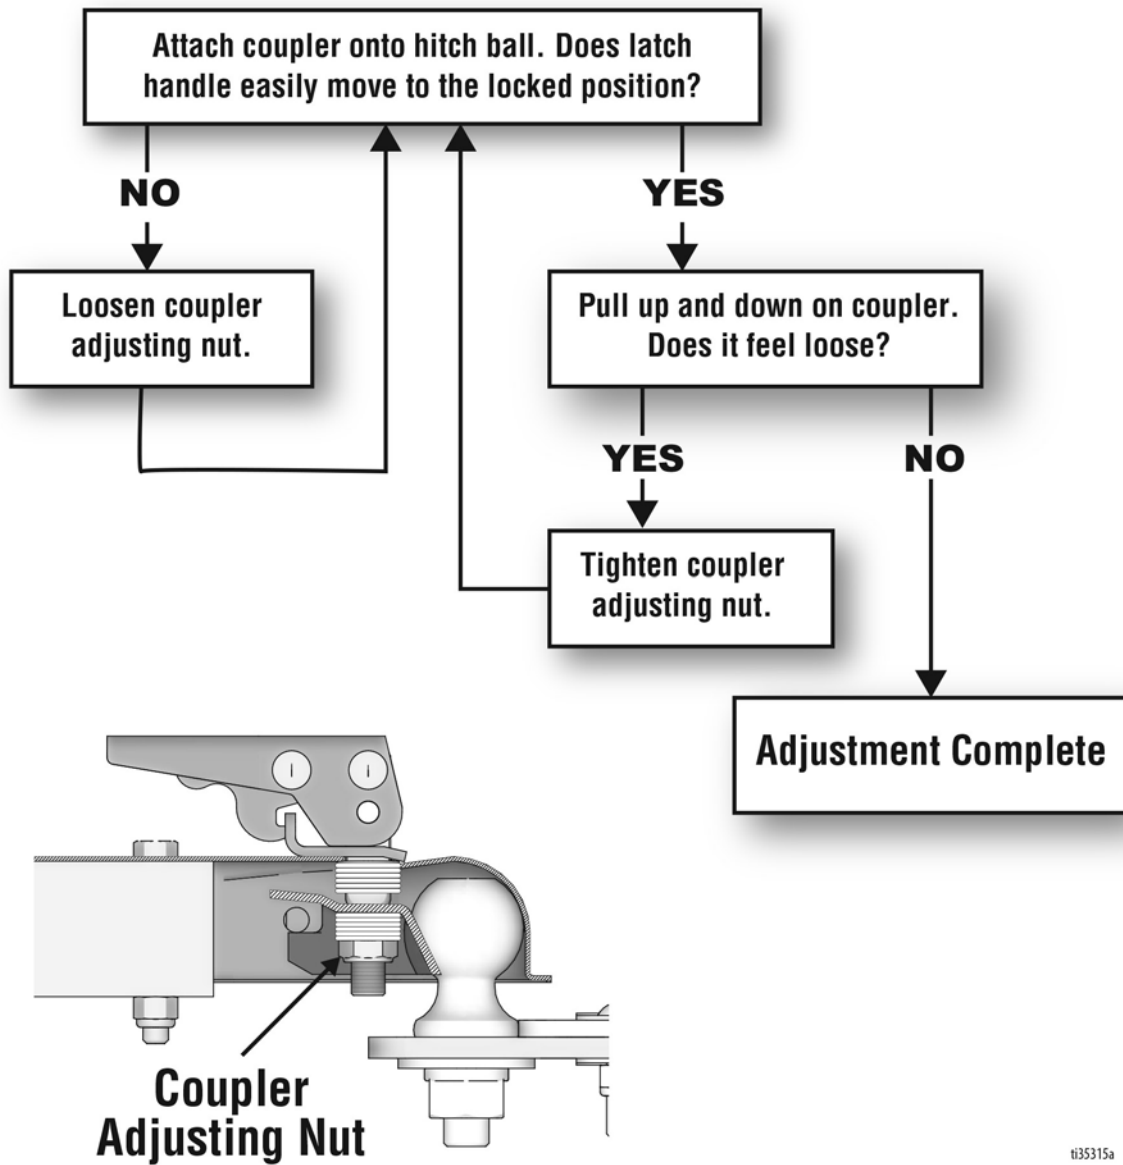 Attach coupler onto hitch ball. Does latch
handle easily move to the locked position?
NO
YES
Loosen coupler
adjusting nut.
Pull up and down on coupler.
Does it feel loose?
YES
NO
Tighten coupler
adjusting nut.
Adjustment Complete
Coupler
Adjusting Nut
ti35315a